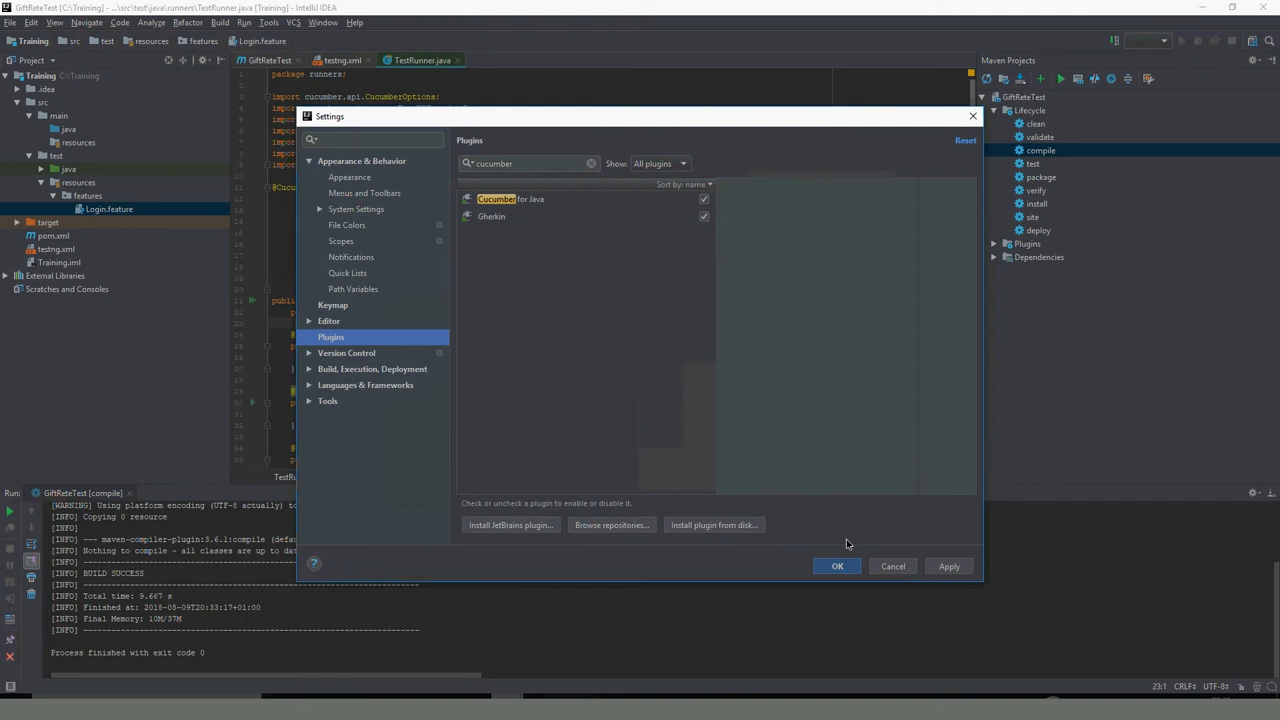 GiftReteTest [C:\Training] - ...\src\test\java\runners\TestRunner.java [Training] - IntelliJ IDEA
File Edit View Navigate Code Analyze Refactor Build Run Tools VCS Window Help
Training src test resources features Login.feature
Project
GiftReteTest testng.xml TestRunner.java
Maven Projects
Training C:\Training
.idea
src
main
java
resources
test
java
resources
features
Login.feature
target
pom.xml
testng.xml
Training.iml
External Libraries
Scratches and Consoles
1 package runners;
3 import cucumber.api.CucumberOptions;
@Cucu
publi
TestRu
Settings
Appearance & Behavior
Appearance
Menus and Toolbars
System Settings
File Colors
Scopes
Notifications
Quick Lists
Path Variables
Keymap
Editor
Plugins
Version Control
Build, Execution, Deployment
Languages & Frameworks
Tools
Plugins
Reset
cucumber
Show: All plugins
Sort by: name
Cucumber for Java
Gherkin
Check or uncheck a plugin to enable or disable it.
Install JetBrains plugin... Browse repositories... Install plugin from disk...
OK Cancel Apply
GiftReteTest
Lifecycle
clean
validate
compile
test
package
verify
install
site
deploy
Plugins
Dependencies
Run: GiftReteTest [compile]
[WARNING] Using platform encoding (UTF-8 actually) to
[INFO] Copying 0 resource
[INFO]
[INFO] --- maven-compiler-plugin:3.6.1:compile (defau
[INFO] Nothing to compile - all classes are up to dat
[INFO] ------------------------------------------------------------------------
[INFO] BUILD SUCCESS
[INFO] ------------------------------------------------------------------------
[INFO] Total time: 9.667 s
[INFO] Finished at: 2018-08-09T20:33:17+01:00
[INFO] Final Memory: 10M/37M
[INFO] ------------------------------------------------------------------------
Process finished with exit code 0
23:1 CRLF UTF-8